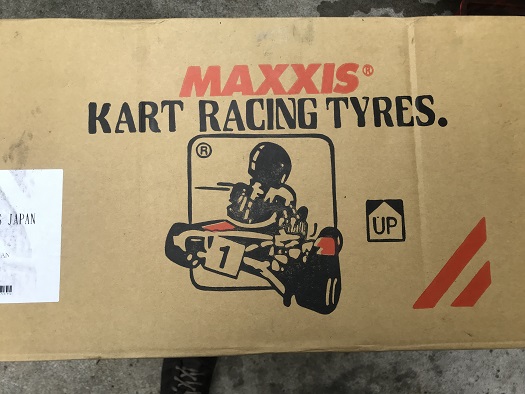 MAXXIS®
KART RACING TYRES.
®
1
UP
JAPAN